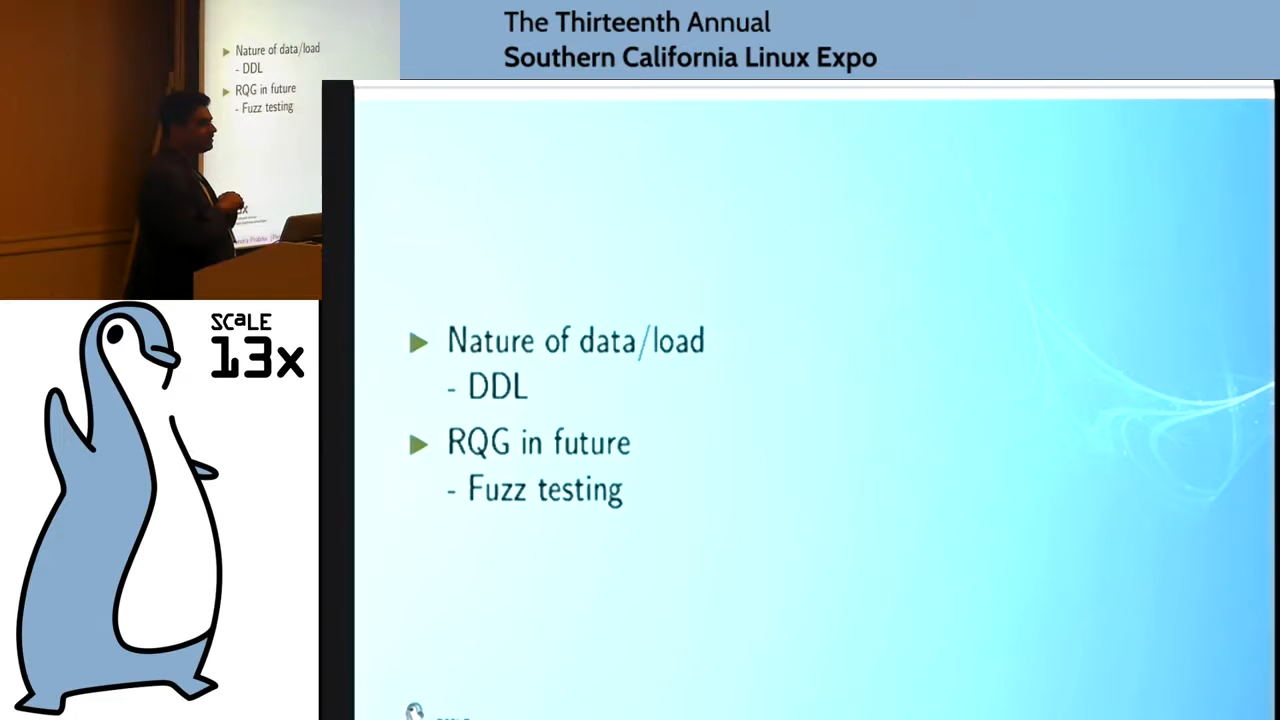 The Thirteenth Annual
Southern California Linux Expo
Nature of data/load
- DDL
RQG in future
- Fuzz testing
SCaLE
13x
Nature of data/load
- DDL
RQG in future
- Fuzz testing